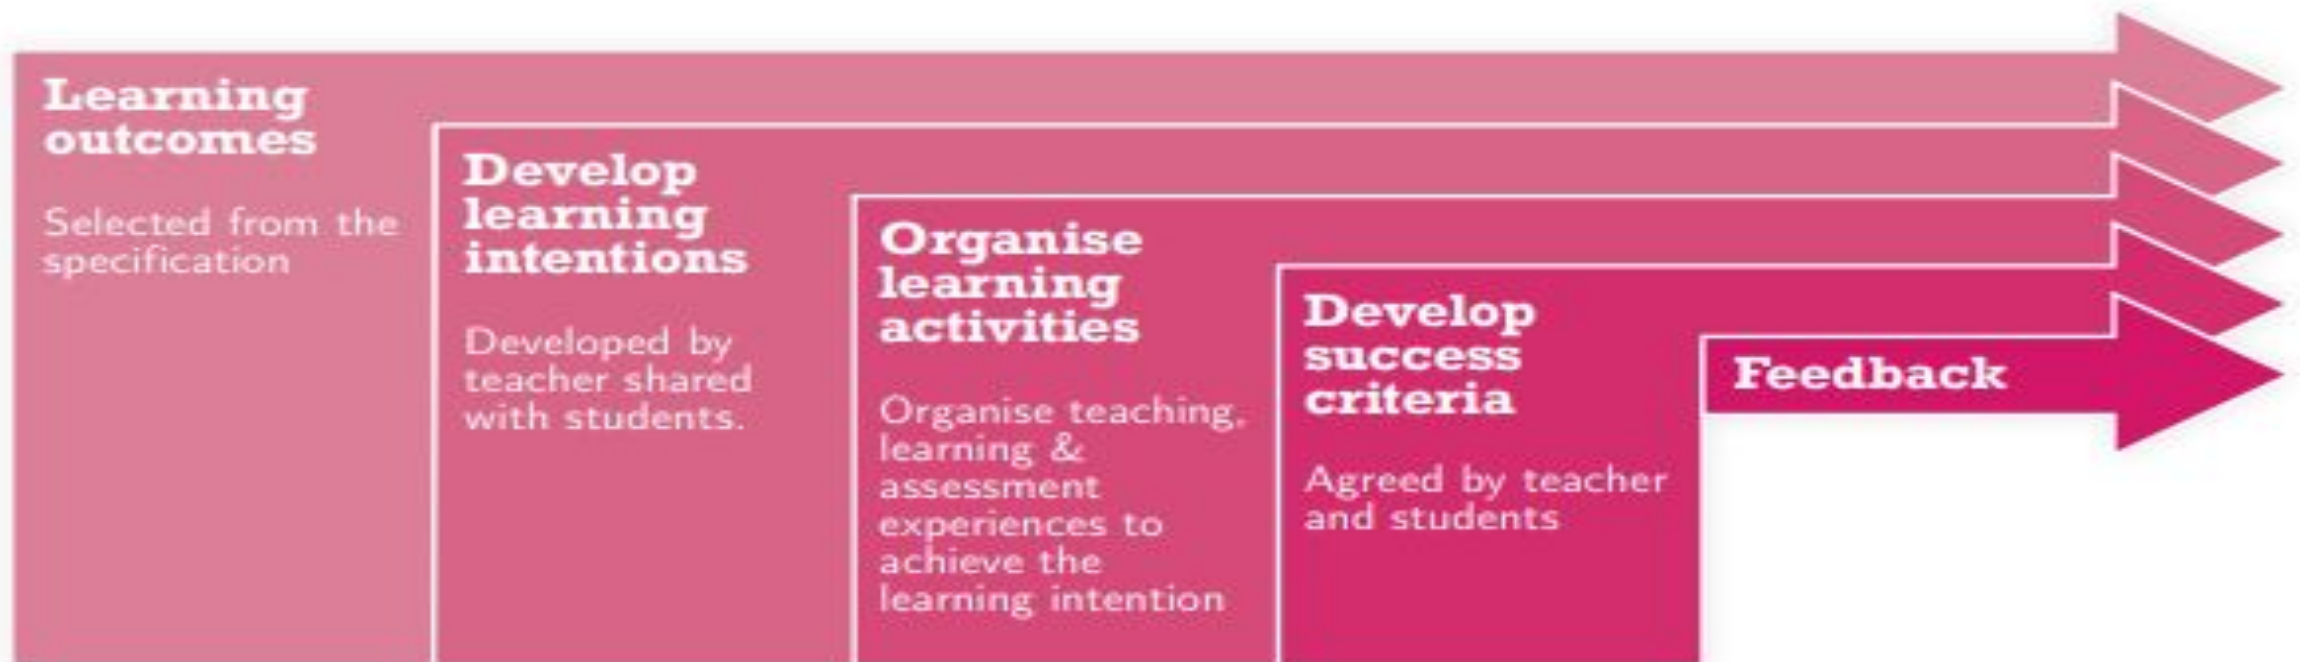 Learning
outcomes
Selected from the
specification
Develop
learning
intentions
Developed by
teacher shared
with students.
Organise
learning
activities
Organise teaching,
learning &
assessment
experiences to
achieve the
learning intention
Develop
success
criteria
Agreed by teacher
and students
Feedback